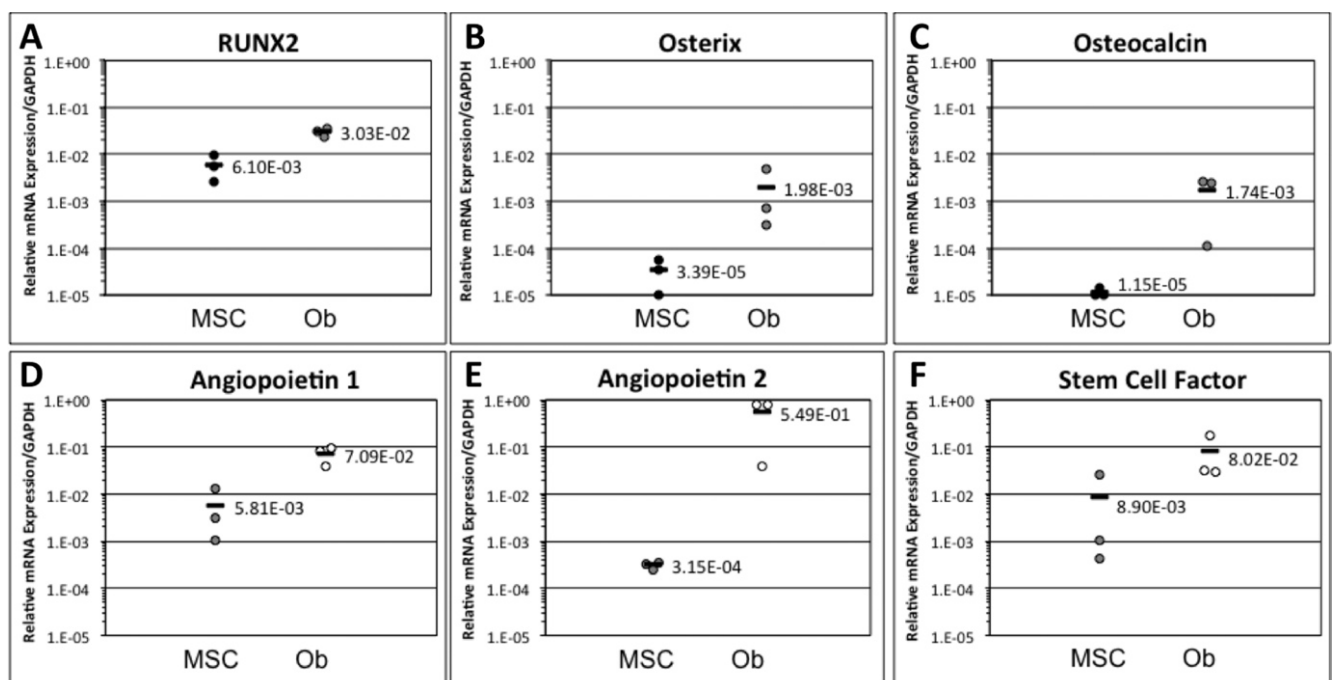 A
RUNX2
Relative mRNA Expression/GAPDH
1.E+00
1.E-01
1.E-02
1.E-03
1.E-04
1.E-05
3.03E-02
6.10E-03
MSC Ob
B
Osterix
Relative mRNA Expression/GAPDH
1.E+00
1.E-01
1.E-02
1.E-03
1.E-04
1.E-05
1.98E-03
3.39E-05
MSC Ob
C
Osteocalcin
Relative mRNA Expression/GAPDH
1.E+00
1.E-01
1.E-02
1.E-03
1.E-04
1.E-05
1.74E-03
1.15E-05
MSC Ob
D
Angiopoietin 1
Relative mRNA Expression/GAPDH
1.E+00
1.E-01
1.E-02
1.E-03
1.E-04
1.E-05
7.09E-02
5.81E-03
MSC Ob
E
Angiopoietin 2
Relative mRNA Expression/GAPDH
1.E+00
1.E-01
1.E-02
1.E-03
1.E-04
1.E-05
5.49E-01
3.15E-04
MSC Ob
F
Stem Cell Factor
Relative mRNA Expression/GAPDH
1.E+00
1.E-01
1.E-02
1.E-03
1.E-04
1.E-05
8.02E-02
8.90E-03
MSC Ob